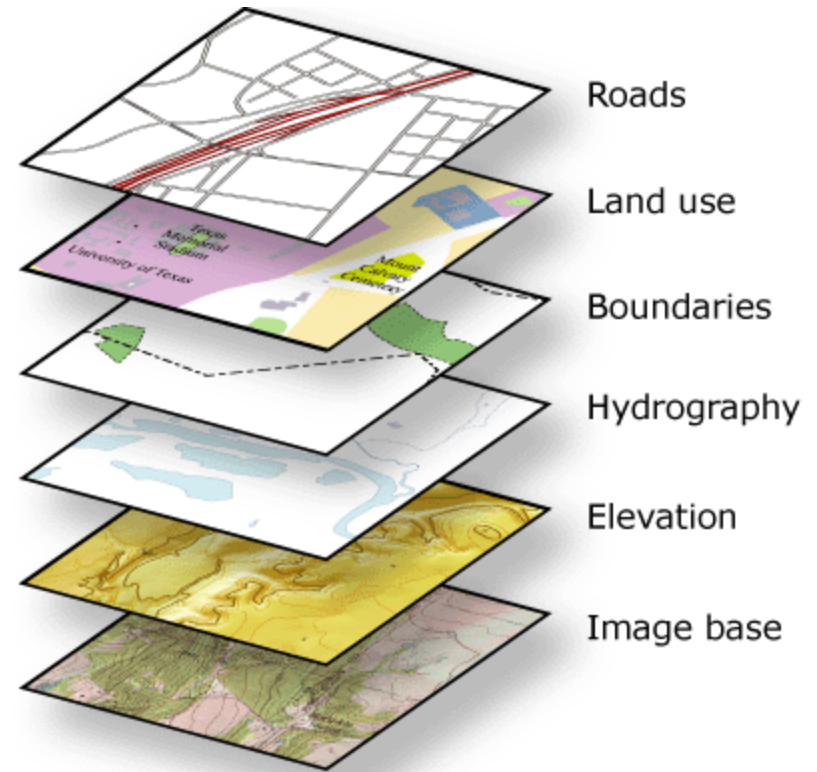 Roads
Land use
Texas
Memorial
Stadium
University of Texas
Mount
Calvary
Cemetery
Boundaries
Hydrography
Elevation
Image base